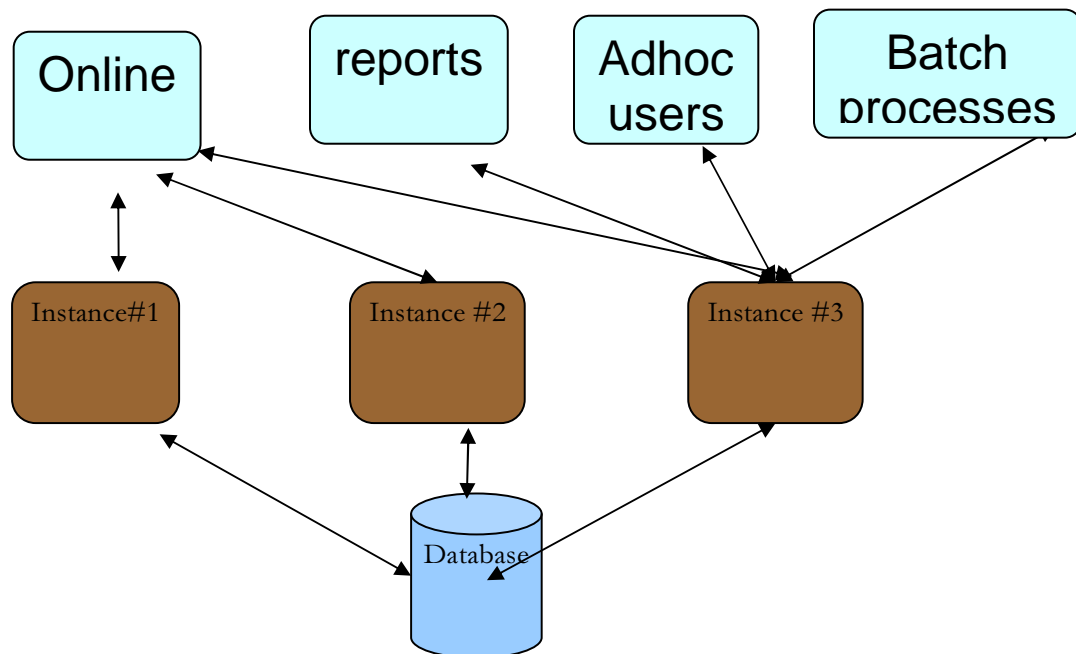 Online
reports
Adhoc
users
Batch
processes
Instance#1
Instance #2
Instance #3
Database